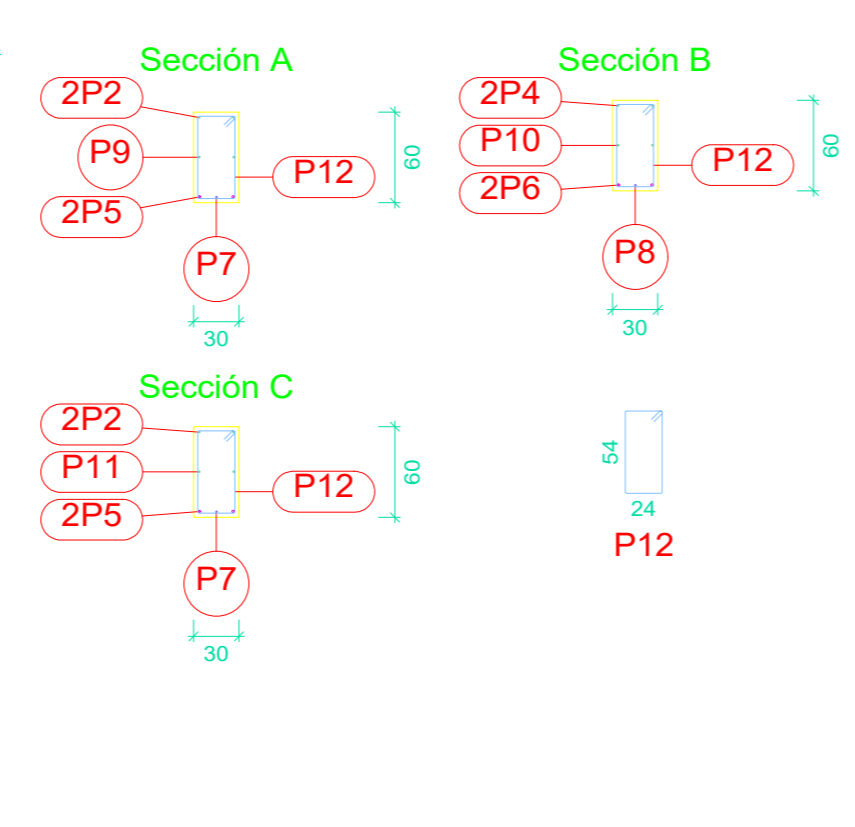 Sección A
2P2
P9
2P5
P12
P7
60
30
Sección B
2P4
P10
2P6
P12
P8
60
30
Sección C
2P2
P11
2P5
P12
P7
60
30
54
24
P12